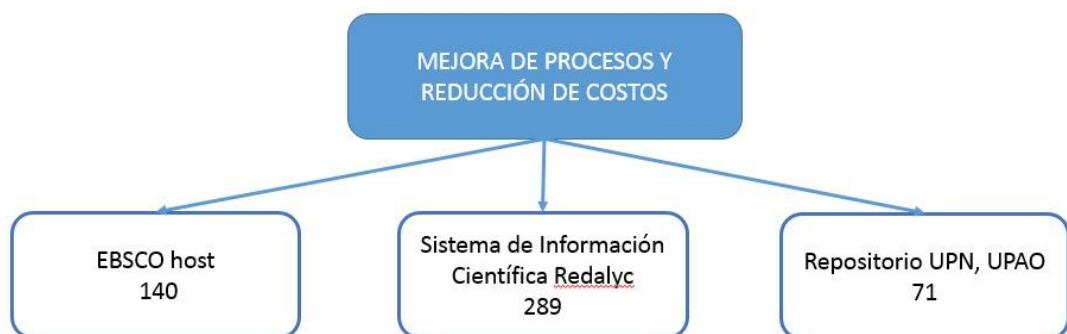 MEJORA DE PROCESOS Y
REDUCCIÓN DE COSTOS
EBSCO host
140
Sistema de Información
Científica Redalyc
289
Repositorio UPN, UPAO
71